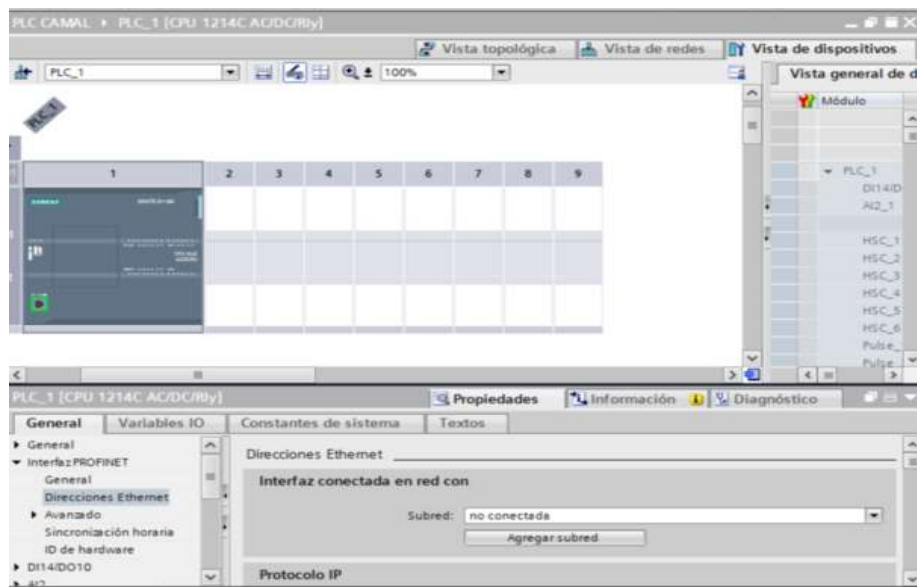 PLC CAMAL ▸ PLC_1 [CPU 1214C AC/DC/Rly]
Vista topológica Vista de redes Vista de dispositivos
PLC_1 100% Vista general de d
Módulo
PLC_1
1 2 3 4 5 6 7 8 9
PLC_1
DI14/D
AI2_1
SIEMENS
HSC_1
HSC_2
HSC_3
HSC_4
HSC_5
HSC_6
Pulse_
Pulse_
PLC_1 [CPU 1214C AC/DC/Rly]
Propiedades Información Diagnóstico
General Variables IO Constantes de sistema Textos
General
Interfaz PROFINET
General
Direcciones Ethernet
Avanzado
Sincronización horaria
ID de hardware
DI14/DO10
AI2
Direcciones Ethernet
Interfaz conectada en red con
Subred: no conectada
Agregar subred
Protocolo IP